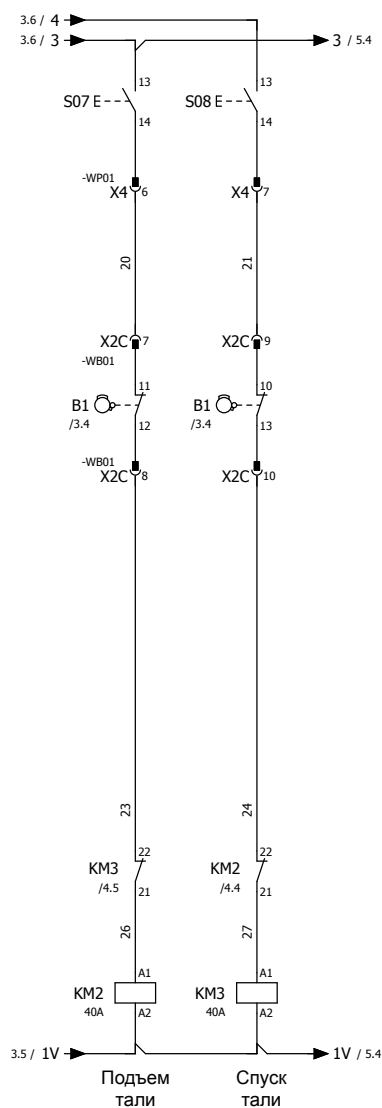 3.6 / 4
3.6 / 3
3 / 5.4
13
13
S07 E
S08 E
14
14
-WP01
X4 6
X4 7
20
21
X2C 7
X2C 9
-WB01
11
10
B1
B1
/3.4
/3.4
12
13
-WB01
X2C 8
X2C 10
23
24
22
22
KM3
KM2
/4.5
/4.4
21
21
26
27
A1
A1
KM2
KM3
40A
40A
A2
A2
3.5 / 1V
1V / 5.4
Подъем
Спуск
тали
тали